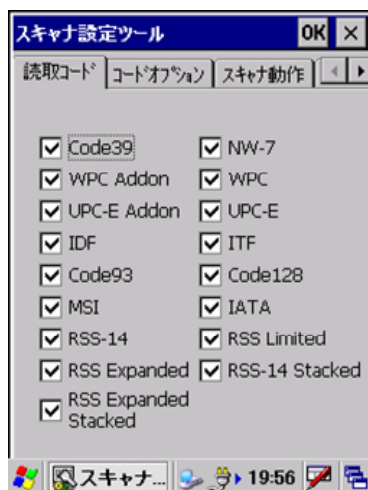 スキャナ設定ツール OK ×
読取コード コードオプション スキャナ動作
Code39 NW-7
WPC Addon WPC
UPC-E Addon UPC-E
IDF ITF
Code93 Code128
MSI IATA
RSS-14 RSS Limited
RSS Expanded RSS-14 Stacked
RSS Expanded
Stacked
スキャナ... 19:56